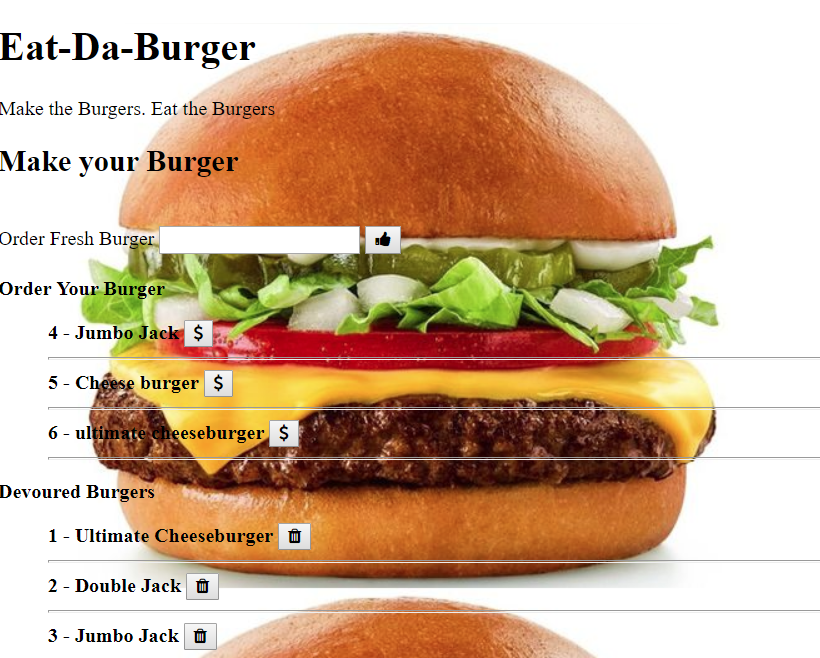 Eat-Da-Burger
Make the Burgers. Eat the Burgers
Make your Burger
Order Fresh Burger
Order Your Burger
4 - Jumbo Jack $
5 - Cheese burger $
6 - ultimate cheeseburger $
Devoured Burgers
1 - Ultimate Cheeseburger
2 - Double Jack
3 - Jumbo Jack